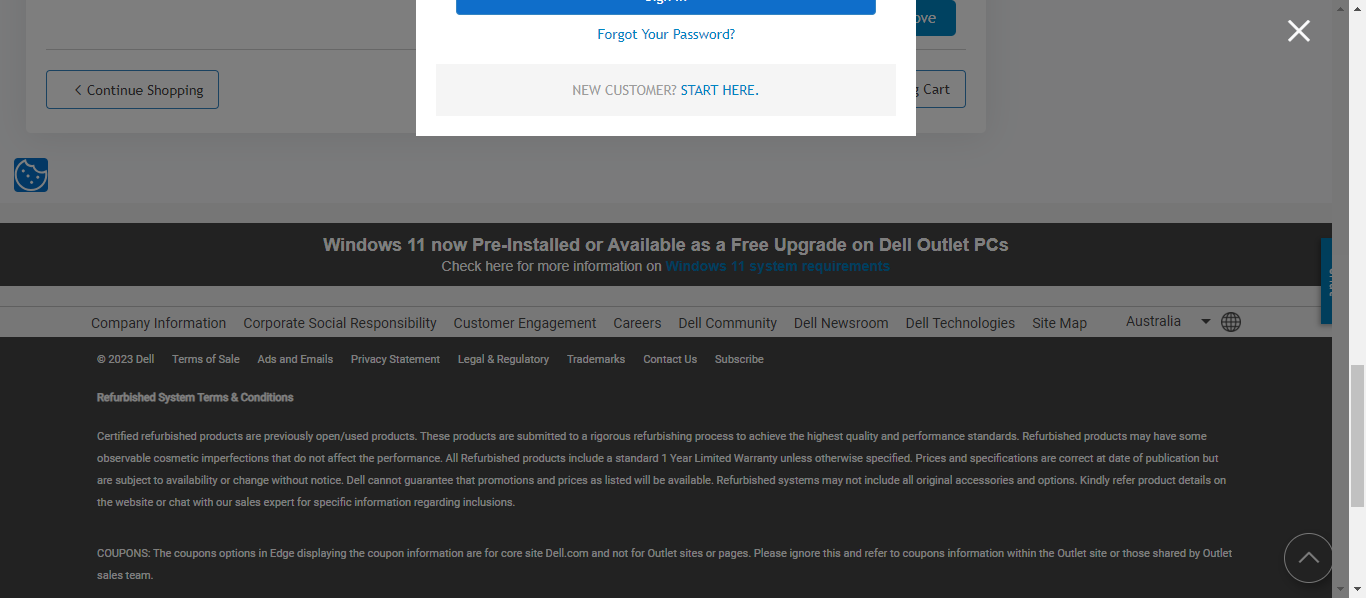 Forgot Your Password?
Continue Shopping
NEW CUSTOMER? START HERE.
Cart
Windows 11 now Pre-Installed or Available as a Free Upgrade on Dell Outlet PCs
Check here for more information on Windows 11 system requirements
Company Information Corporate Social Responsibility Customer Engagement Careers Dell Community Dell Newsroom Dell Technologies Site Map Australia
© 2023 Dell Terms of Sale Ads and Emails Privacy Statement Legal & Regulatory Trademarks Contact Us Subscribe
Refurbished System Terms & Conditions
Certified refurbished products are previously open/used products. These products are submitted to a rigorous refurbishing process to achieve the highest quality and performance standards. Refurbished products may have some
observable cosmetic imperfections that do not affect the performance. All Refurbished products include a standard 1 Year Limited Warranty unless otherwise specified. Prices and specifications are correct at date of publication but
are subject to availability or change without notice. Dell cannot guarantee that promotions and prices as listed will be available. Refurbished systems may not include all original accessories and options. Kindly refer product details on
the website or chat with our sales expert for specific information regarding inclusions.
COUPONS: The coupons options in Edge displaying the coupon information are for core site Dell.com and not for Outlet sites or pages. Please ignore this and refer to coupons information within the Outlet site or those shared by Outlet
sales team.